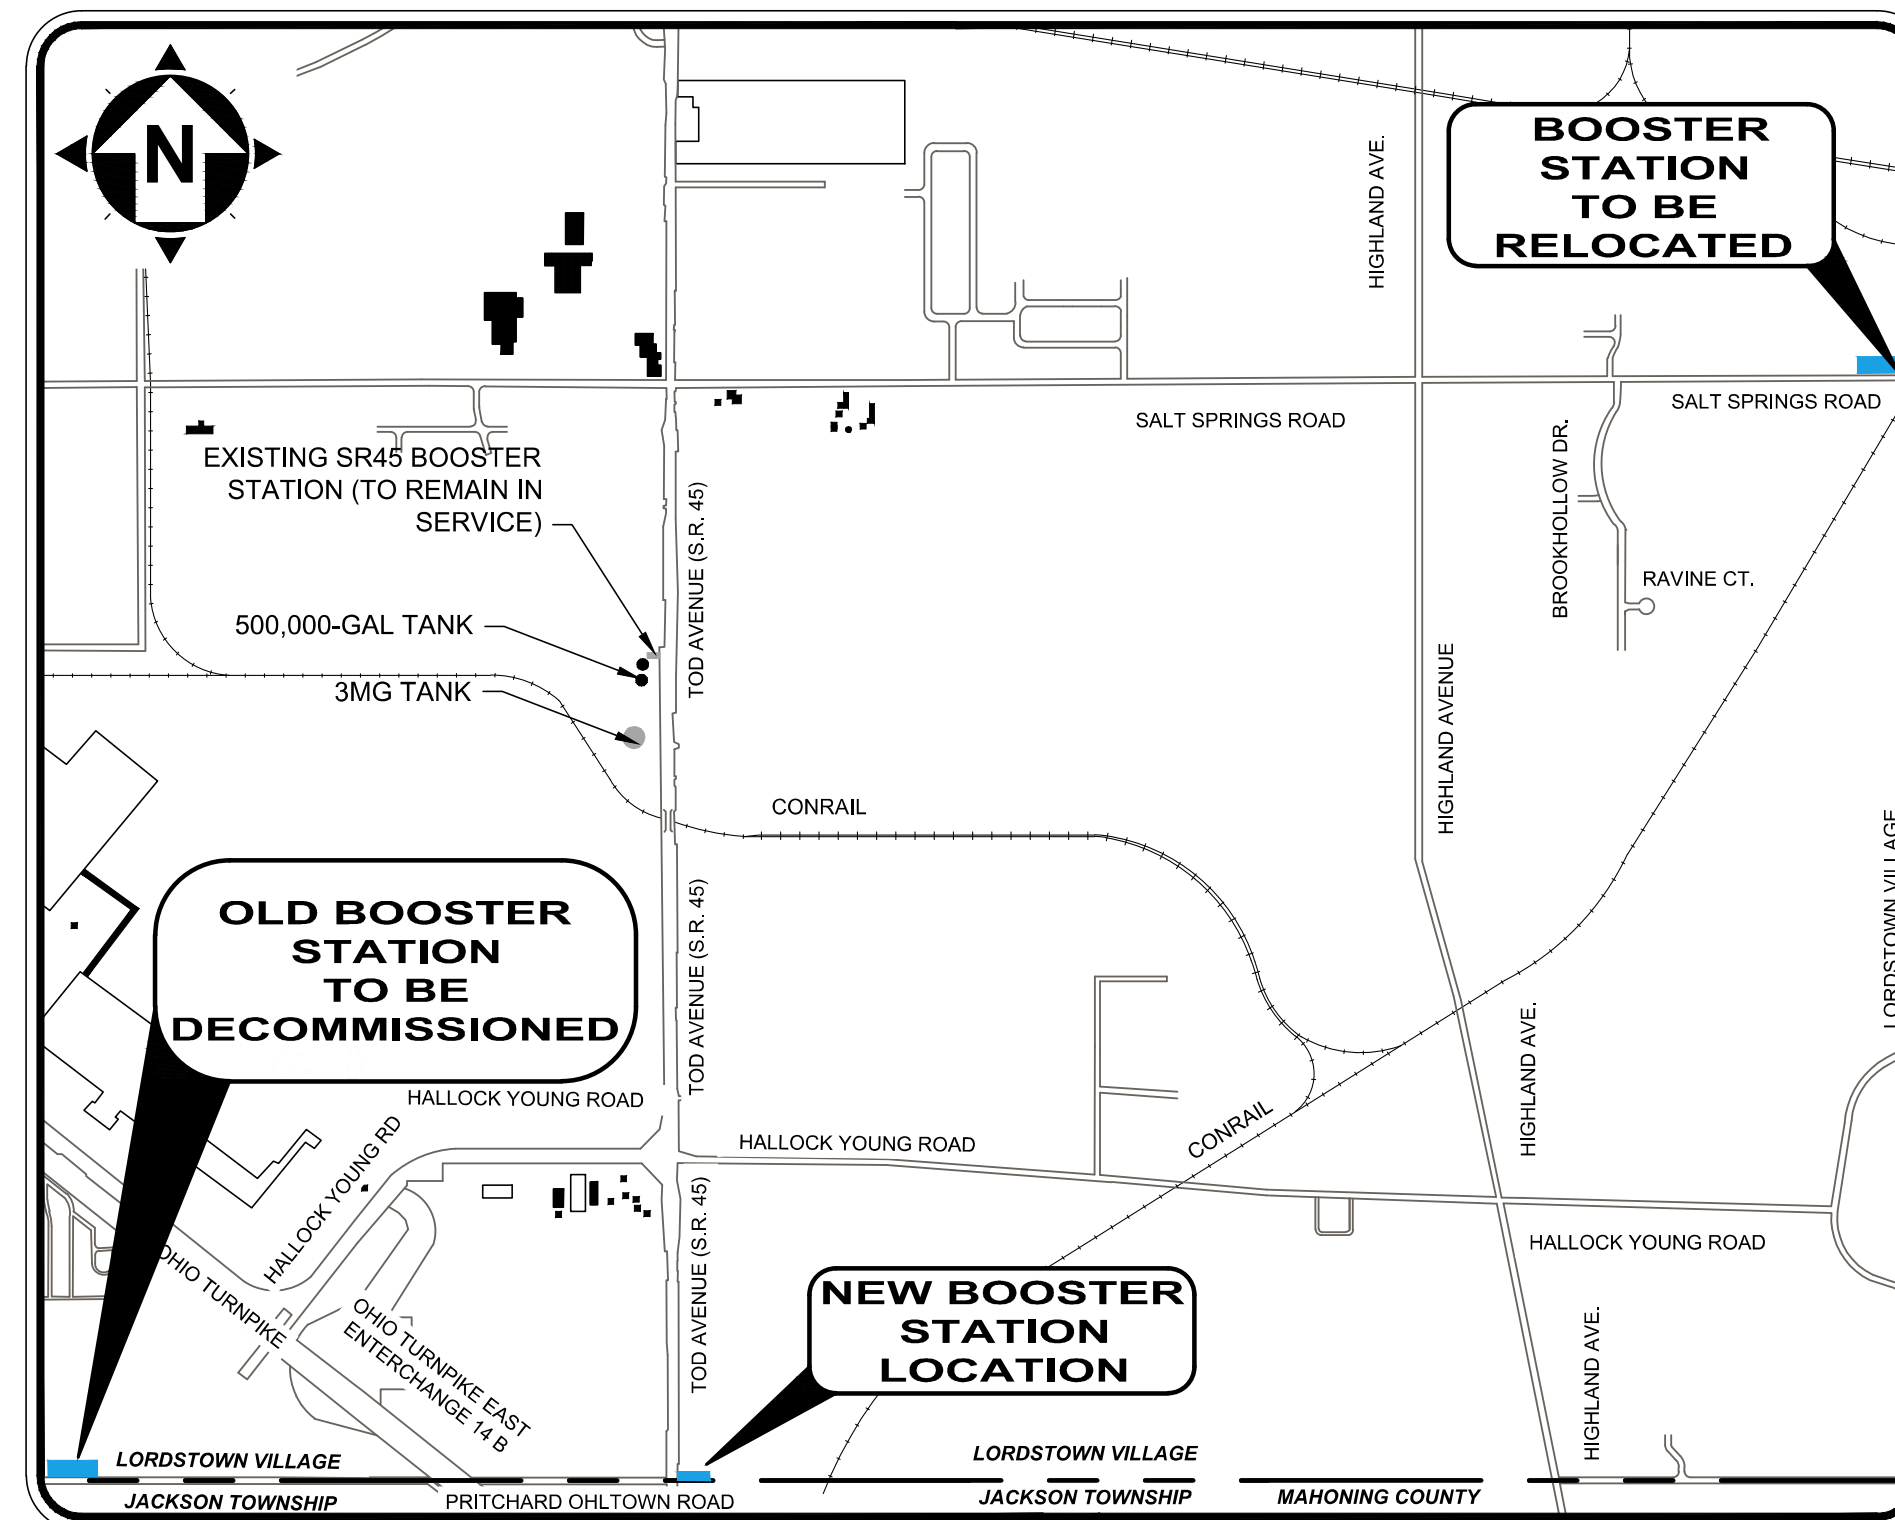 N
BOOSTER
STATION
TO BE
RELOCATED
HIGHLAND AVE.
SALT SPRINGS ROAD
SALT SPRINGS ROAD
EXISTING SR45 BOOSTER
STATION (TO REMAIN IN
SERVICE)
TOD AVENUE (S.R. 45)
BROOKHOLLOW DR.
RAVINE CT.
500,000-GAL TANK
3MG TANK
HIGHLAND AVENUE
CONRAIL
LORDSTOWN VILLAGE
OLD BOOSTER
STATION
TO BE
DECOMMISSIONED
TOD AVENUE (S.R. 45)
HIGHLAND AVE.
HALLOCK YOUNG ROAD
HALLOCK YOUNG ROAD
CONRAIL
HALLOCK YOUNG RD
HALLOCK YOUNG ROAD
OHIO TURNPIKE
TOD AVENUE (S.R. 45)
OHIO TURNPIKE EAST
ENTERCHANGE 14 B
NEW BOOSTER
STATION
LOCATION
HIGHLAND AVE.
LORDSTOWN VILLAGE
LORDSTOWN VILLAGE
JACKSON TOWNSHIP
PRITCHARD OHLTOWN ROAD
JACKSON TOWNSHIP
MAHONING COUNTY